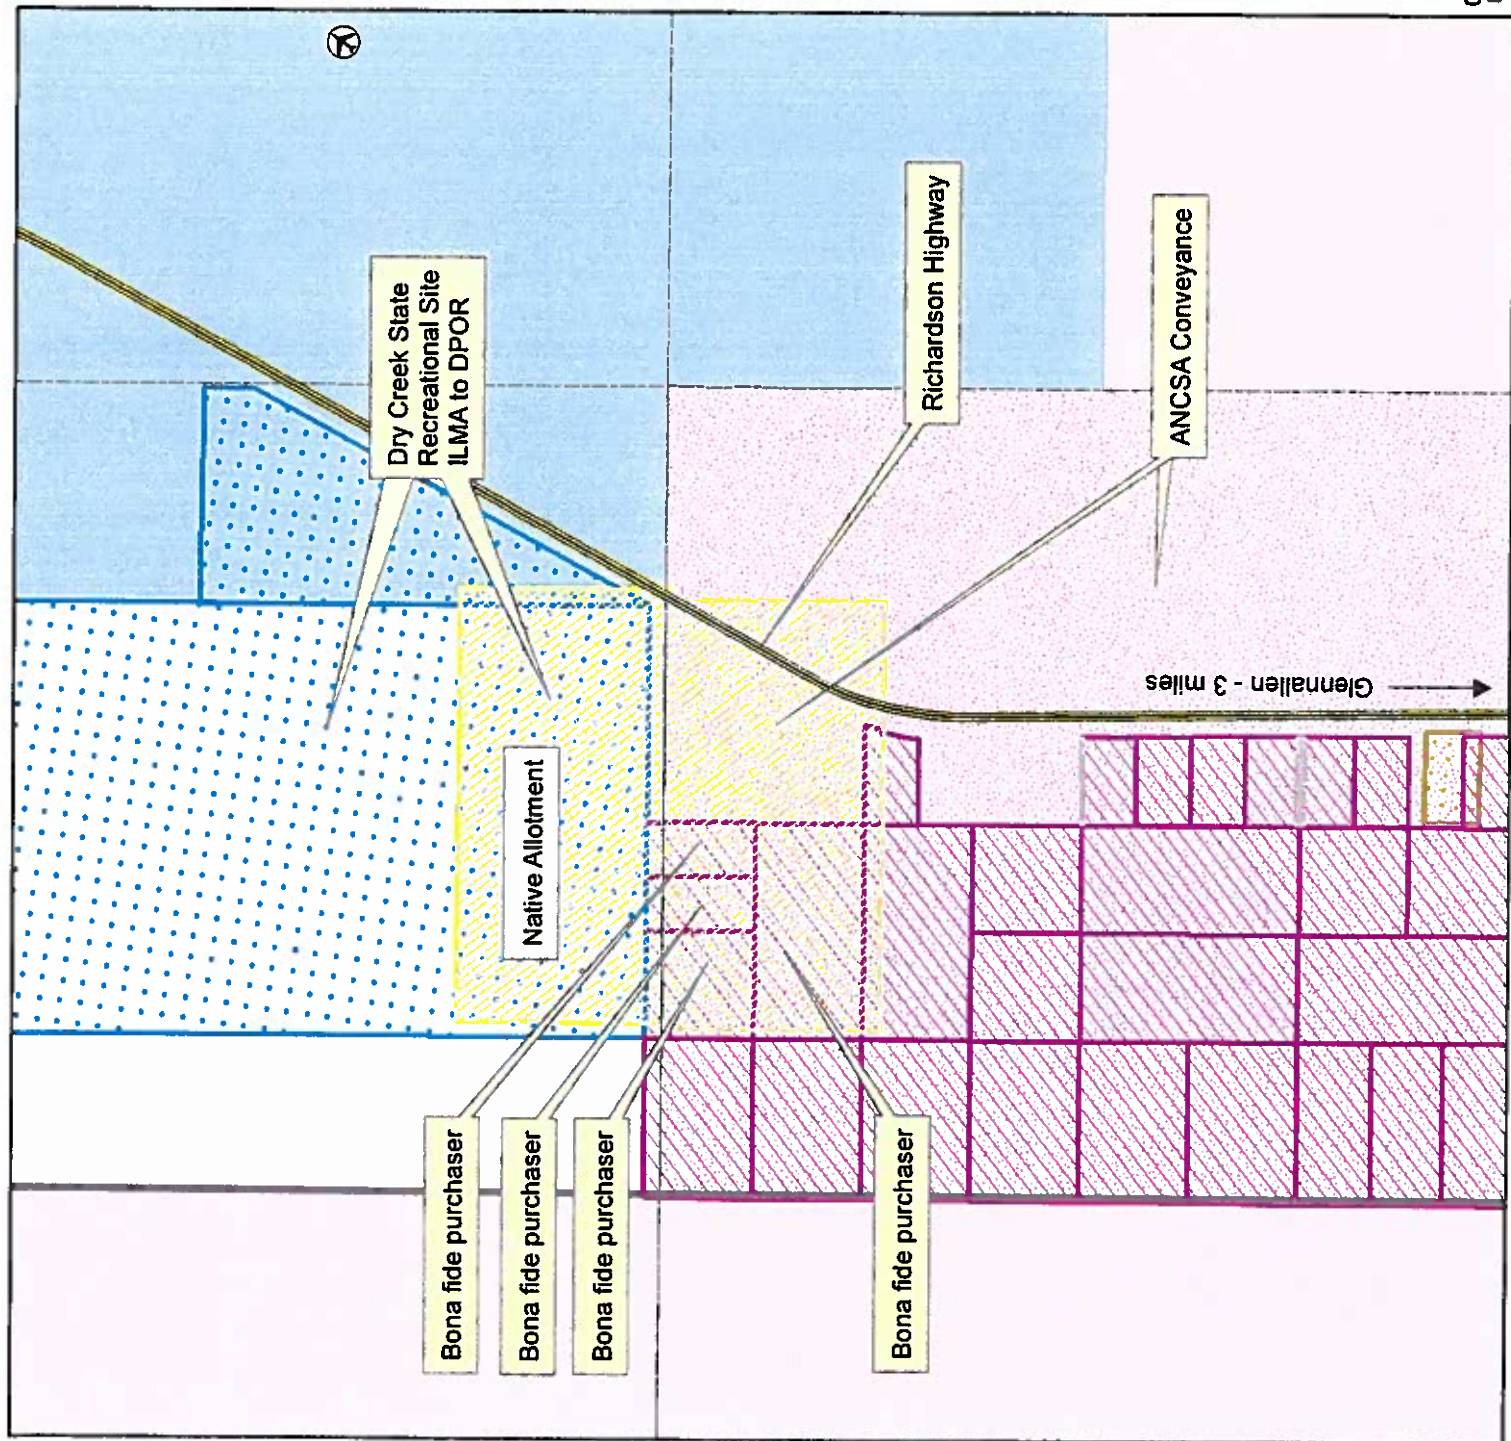 Dry Creek State
Recreational Site
ILMA to DPOR
Richardson Highway
ANCSA Conveyance
Glennallen - 3 miles
Native Allotment
Bona fide purchaser
Bona fide purchaser
Bona fide purchaser
Bona fide purchaser